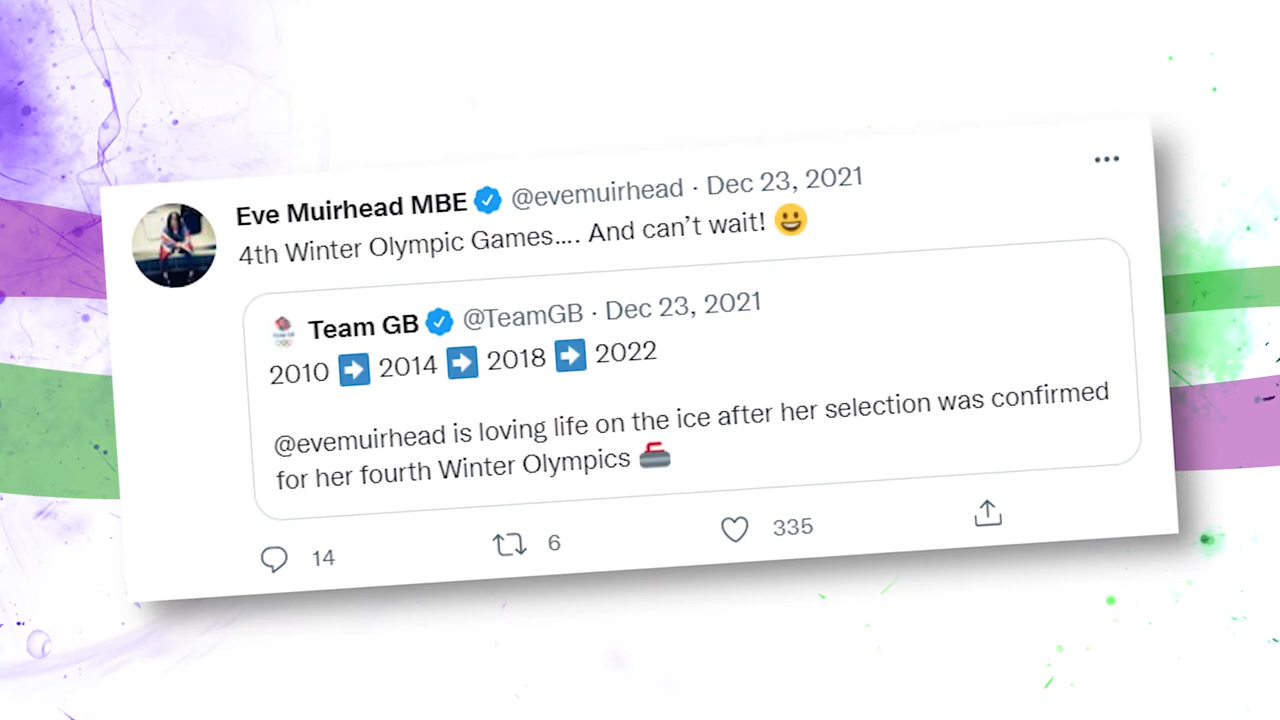 Eve Muirhead MBE @evemuirhead · Dec 23, 2021
4th Winter Olympic Games.... And can't wait! 😃
Team GB @TeamGB · Dec 23, 2021
2010 ➡️ 2014 ➡️ 2018 ➡️ 2022
@evemuirhead is loving life on the ice after her selection was confirmed
for her fourth Winter Olympics 🥌
14 6 335